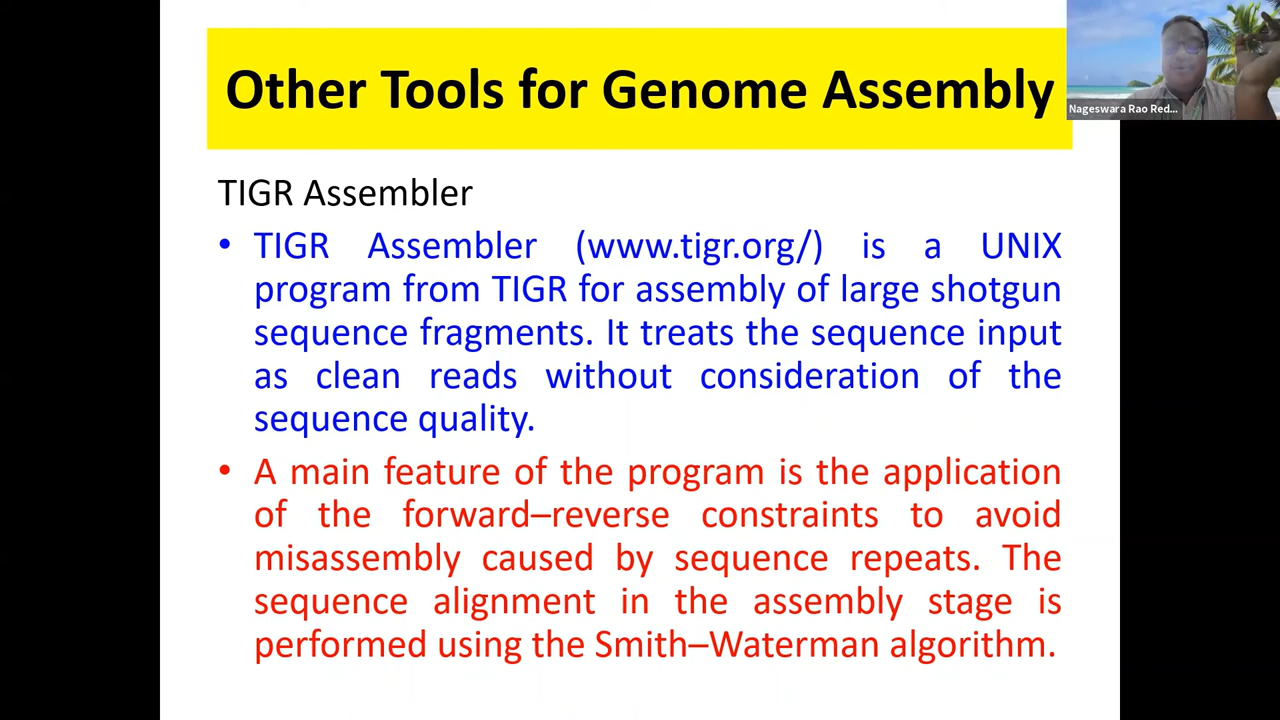 Other Tools for Genome Assembly
Nageswara Rao Red...
TIGR Assembler
• TIGR Assembler (www.tigr.org/) is a UNIX
program from TIGR for assembly of large shotgun
sequence fragments. It treats the sequence input
as clean reads without consideration of the
sequence quality.
• A main feature of the program is the application
of the forward–reverse constraints to avoid
misassembly caused by sequence repeats. The
sequence alignment in the assembly stage is
performed using the Smith–Waterman algorithm.